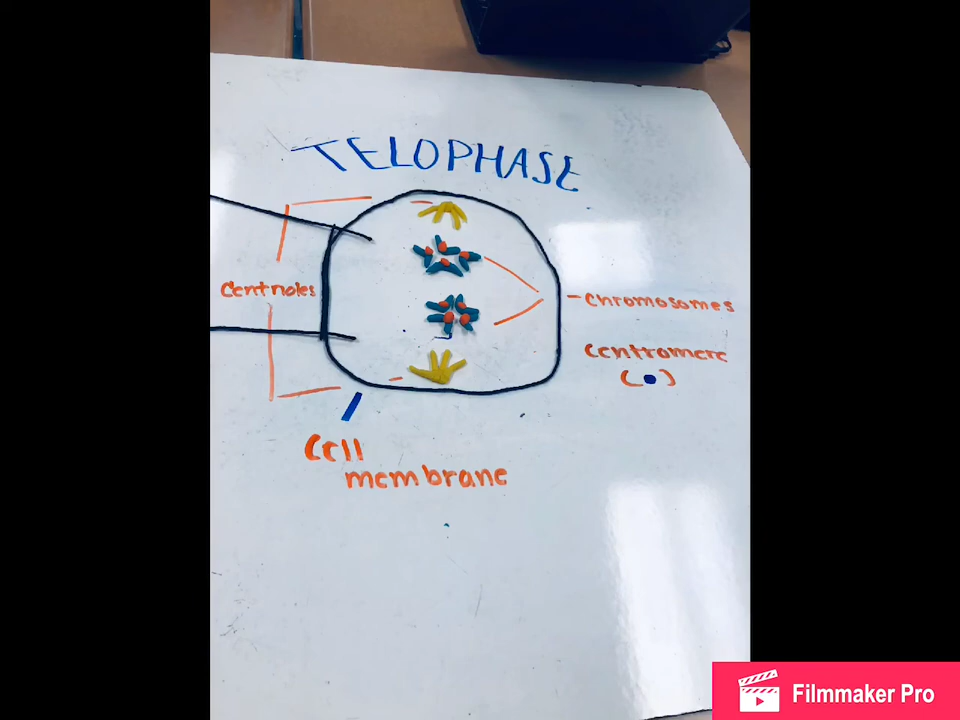 TELOPHASE
Centrioles
- Chromosomes
Centromere
(•)
Cell
membrane
Filmmaker Pro